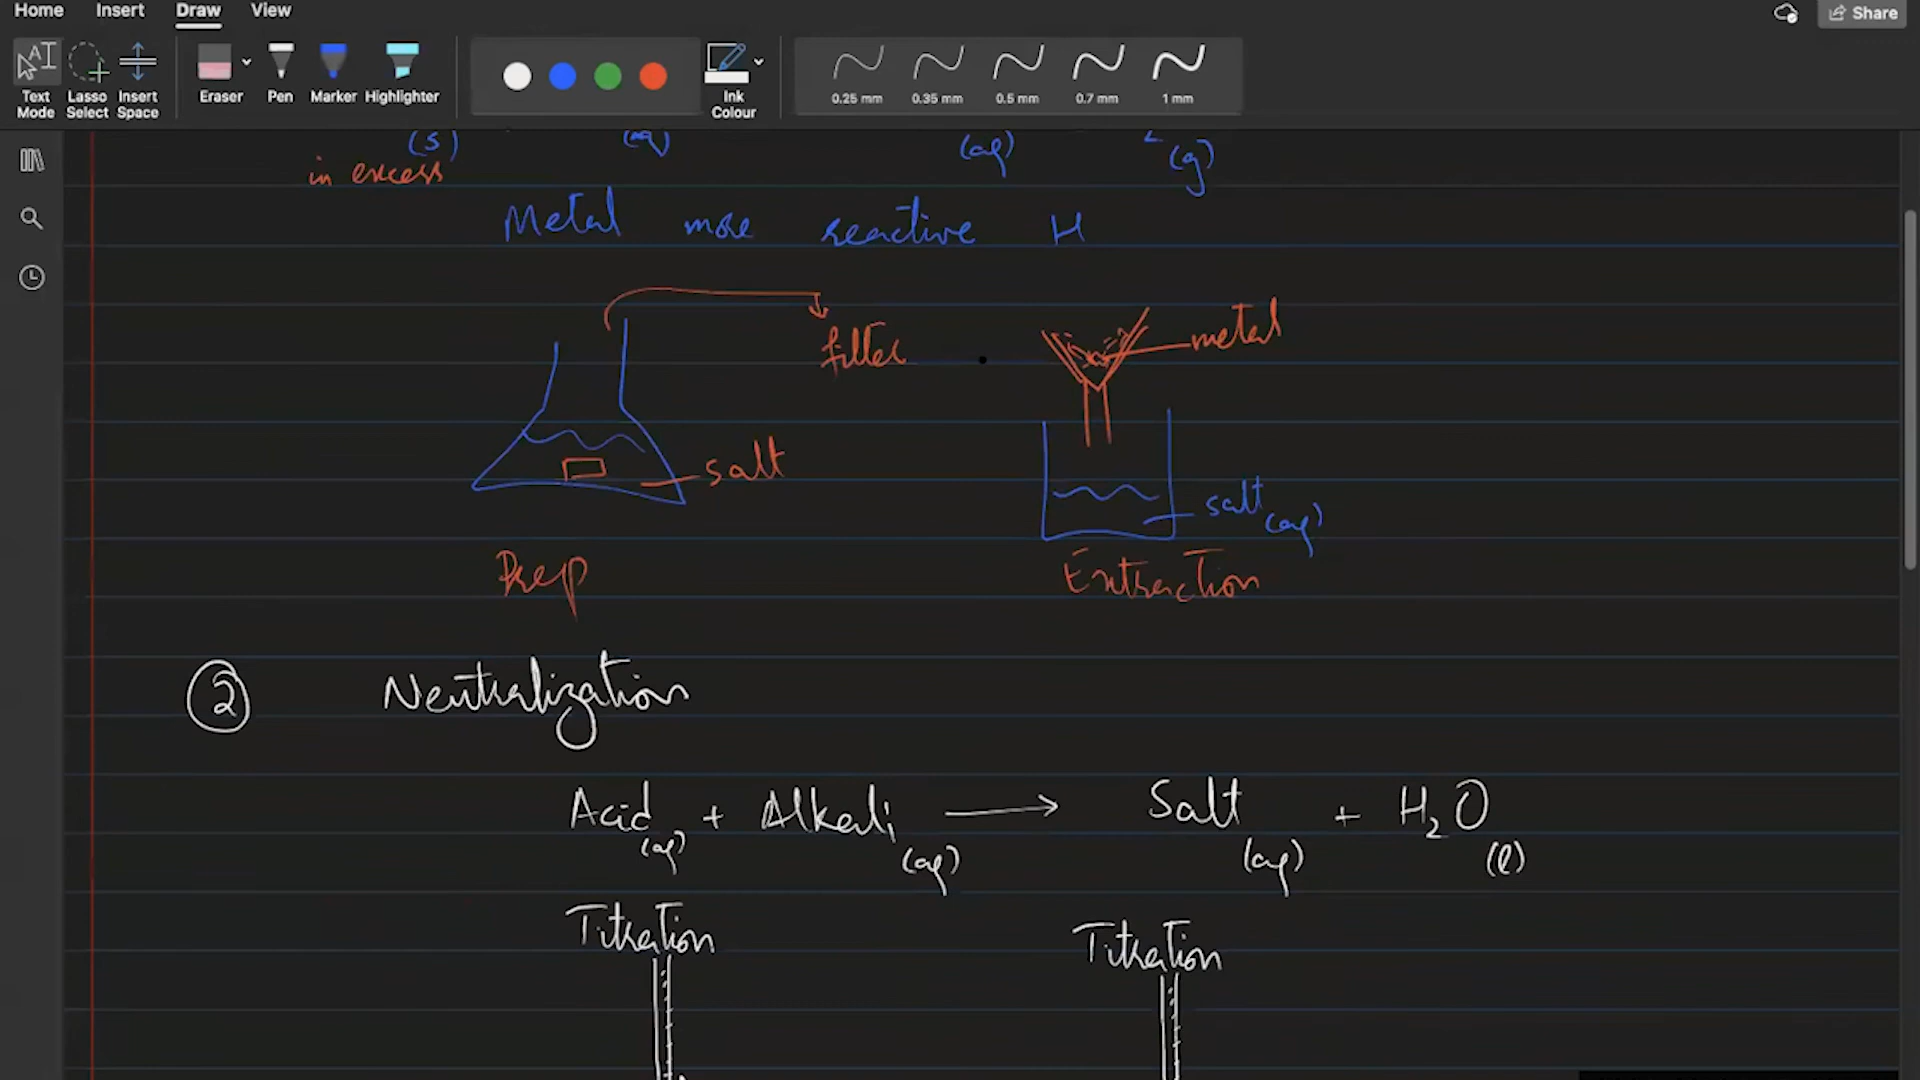 Home Insert Draw View Share
Text Mode Lasso Select Insert Space Eraser Pen Marker Highlighter Ink Colour 0.25 mm 0.35 mm 0.5 mm 0.7 mm 1 mm
(s) (aq) (aq) 2 (g)
in excess
Metal more reactive H
filter metal
salt salt (aq)
Prep Extraction
2 Neutralization
Acid (aq) + Alkali (aq) → Salt (aq) + H₂O (l)
Titration Titration